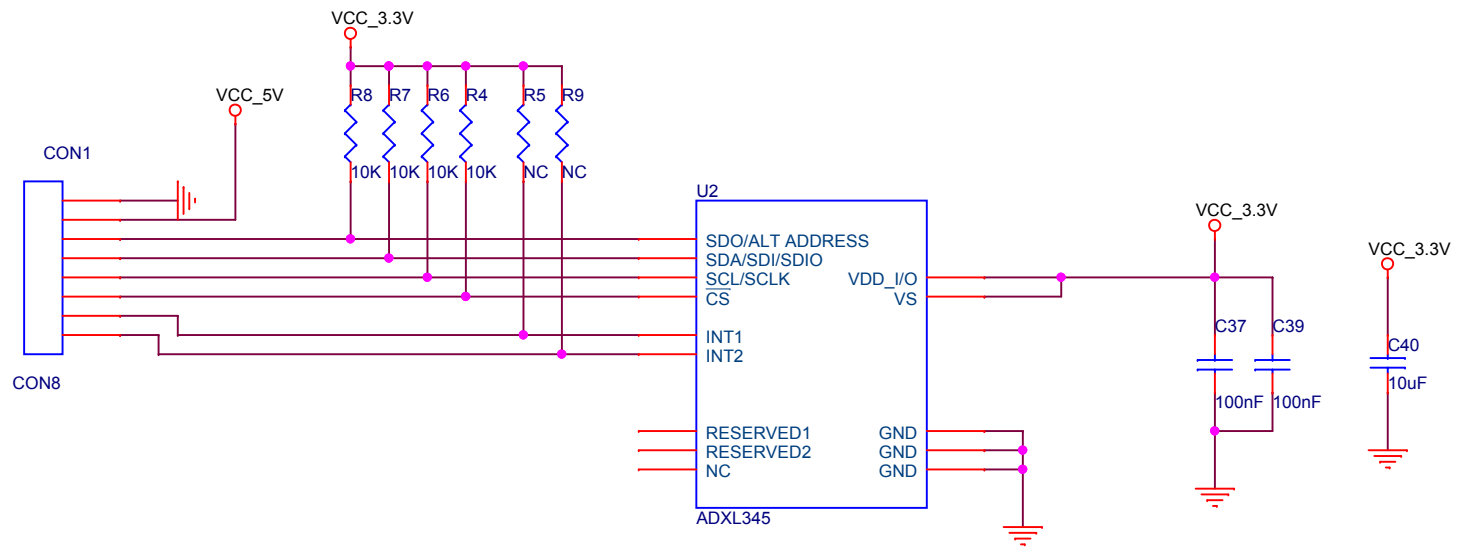 VCC_3.3V
VCC_5V
R8 R7 R6 R4 R5 R9
10K 10K 10K 10K NC NC
CON1
CON8
U2
SDO/ALT ADDRESS
SDA/SDI/SDIO
SCL/SCLK
CS
INT1
INT2
RESERVED1
RESERVED2
NC
VDD_I/O
VS
GND
GND
GND
ADXL345
VCC_3.3V
C37 C39
100nF 100nF
VCC_3.3V
C40
10uF